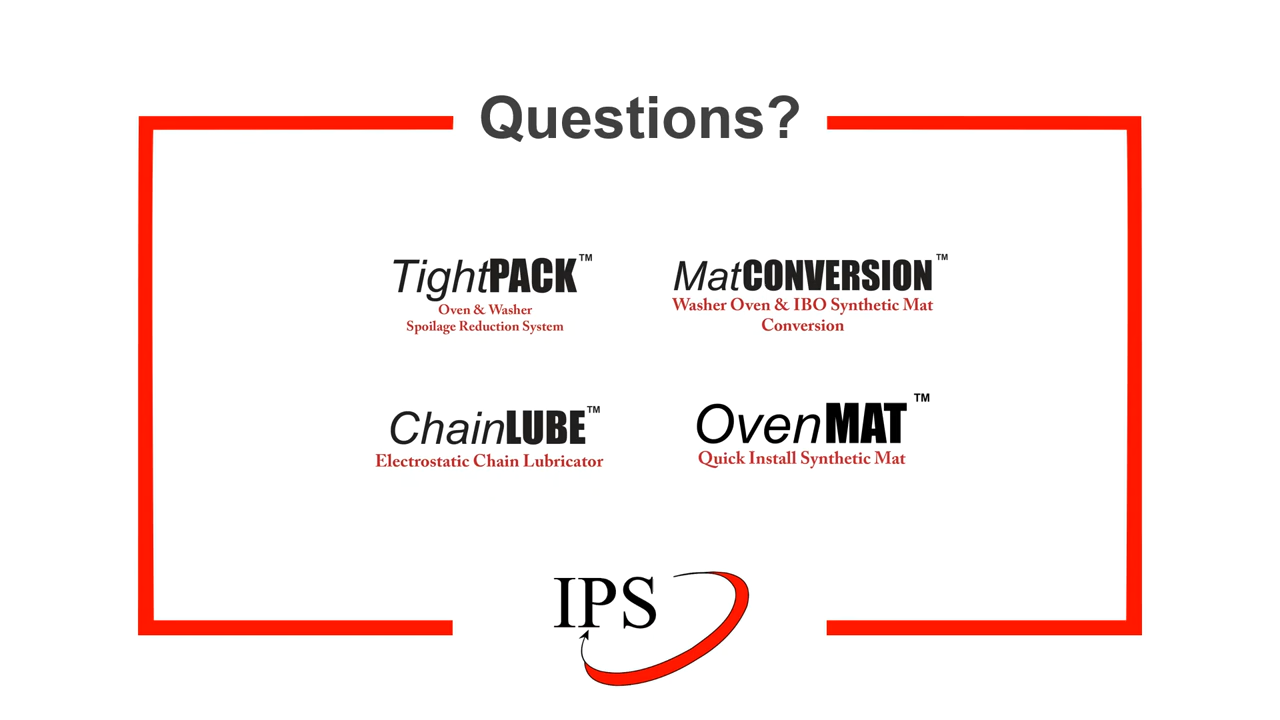 Questions?
TightPACK™
Oven & Washer
Spoilage Reduction System
MatCONVERSION™
Washer Oven & IBO Synthetic Mat
Conversion
ChainLUBE™
Electrostatic Chain Lubricator
OvenMAT™
Quick Install Synthetic Mat
IPS